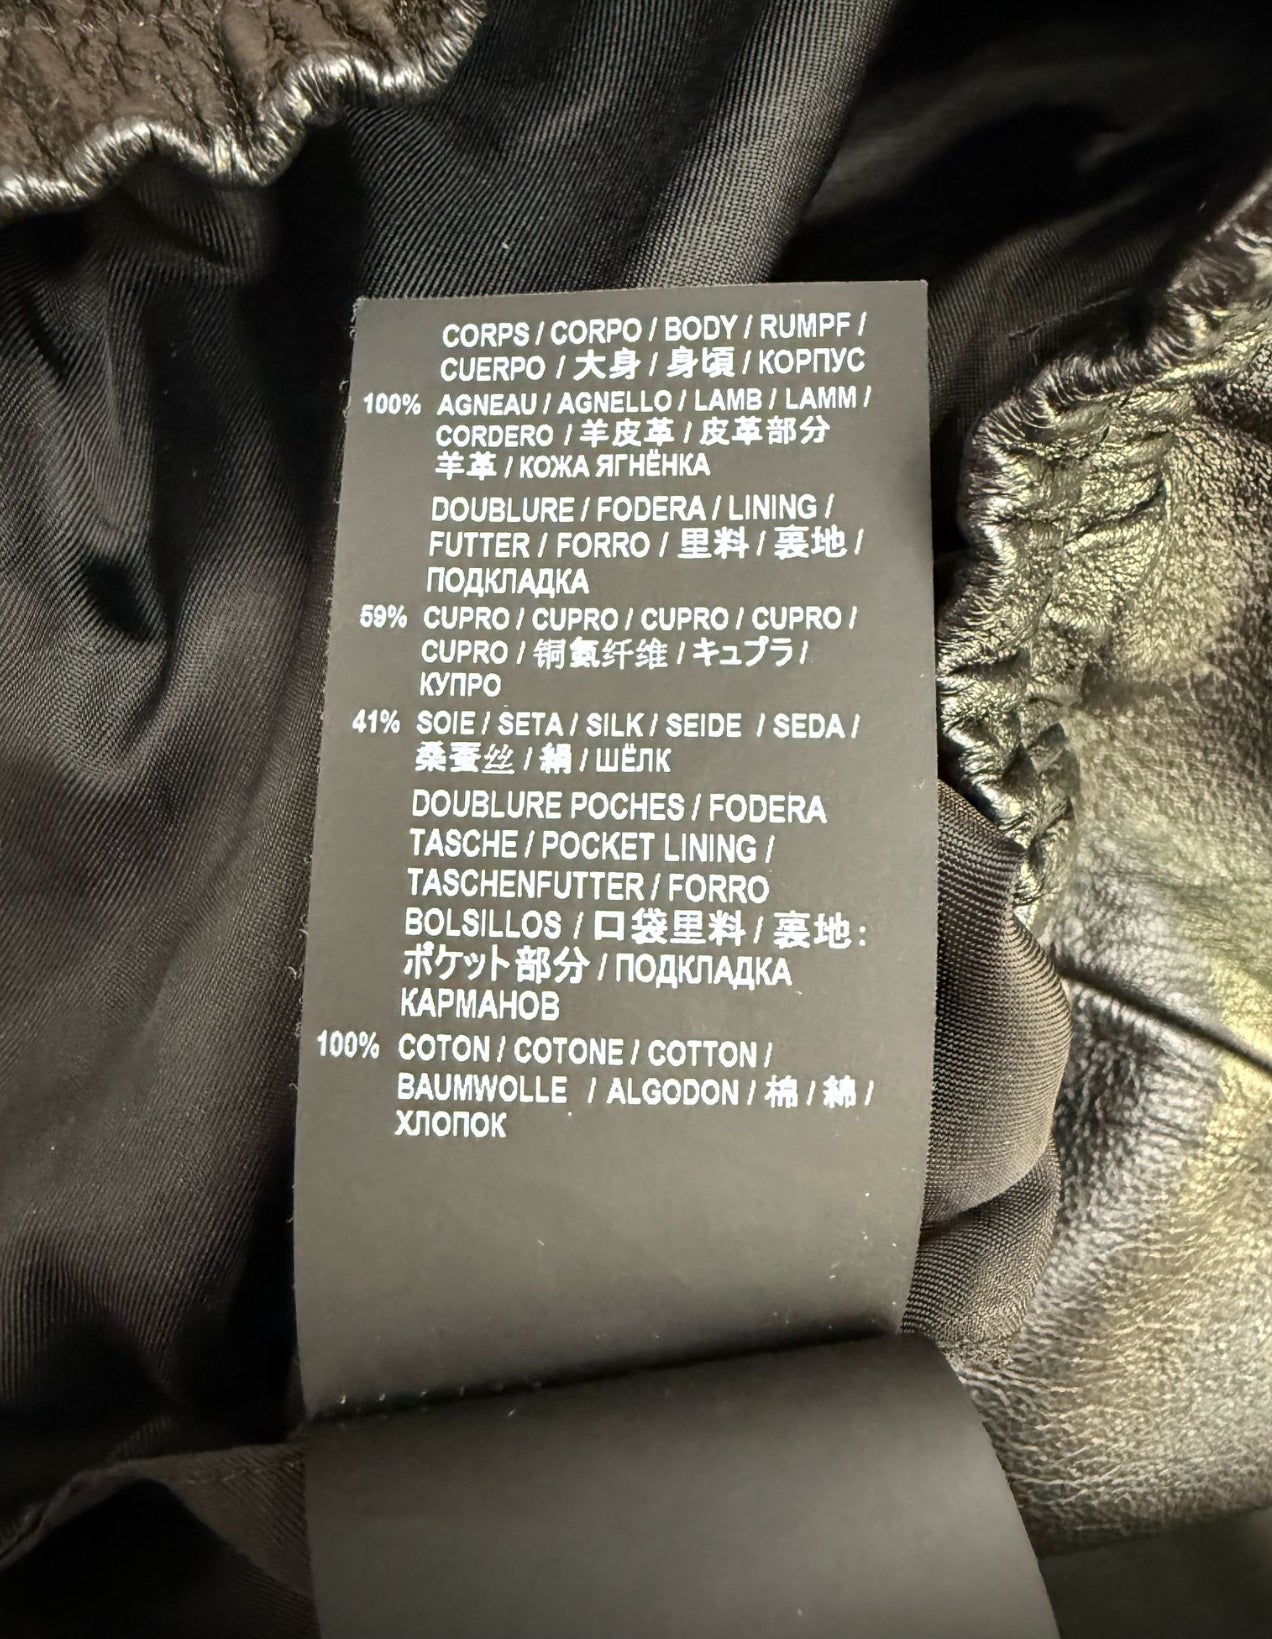 CORPS / CORPO / BODY / RUMPF /
CUERPO / 大身 / 身頃 / КОРПУС
100% AGNEAU / AGNELLO / LAMB / LAMM /
CORDERO / 羊皮革 / 皮革部分
羊革 / КОЖА ЯГНЁНКА
DOUBLURE / FODERA / LINING /
FUTTER / FORRO / 里料 / 裏地 /
ПОДКЛАДКА
59% CUPRO / CUPRO / CUPRO / CUPRO /
CUPRO / 铜氨纤维 / キュプラ /
КУПРО
41% SOIE / SETA / SILK / SEIDE / SEDA /
桑蚕丝 / 絹 / ШЁЛК
DOUBLURE POCHES / FODERA
TASCHE / POCKET LINING /
TASCHENFUTTER / FORRO
BOLSILLOS / 口袋里料 / 裏地:
ポケット部分 / ПОДКЛАДКА
КАРМАНОВ
100% COTON / COTONE / COTTON /
BAUMWOLLE / ALGODON / 棉 / 綿 /
ХЛОПОК